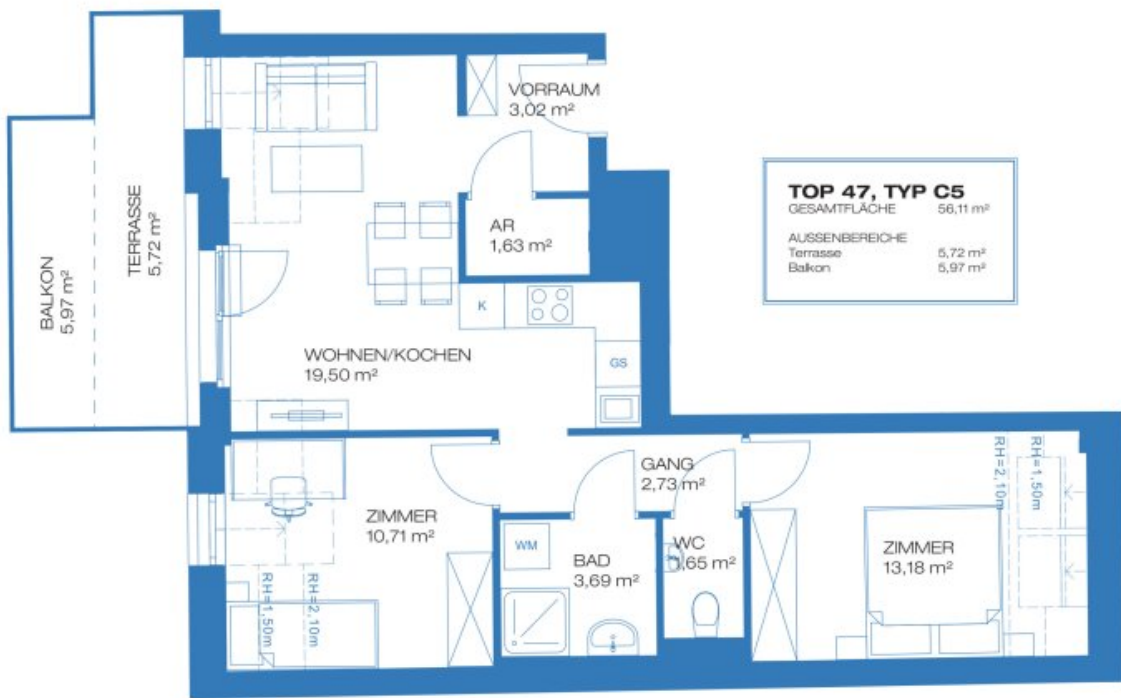 VORRAUM
3,02 m²
TOP 47, TYP C5
GESAMTFLÄCHE 56,11 m²
AUSSENBEREICHE
Terrasse 5,72 m²
Balkon 5,97 m²
BALKON
5,97 m²
TERRASSE
5,72 m²
AR
1,63 m²
K
WOHNEN/KOCHEN
19,50 m²
GS
GANG
2,73 m²
ZIMMER
10,71 m²
WM
BAD
3,69 m²
WC
,65 m²
ZIMMER
13,18 m²
RH=2,10m
RH=1,50m
RH=1,50m
RH=2,10m